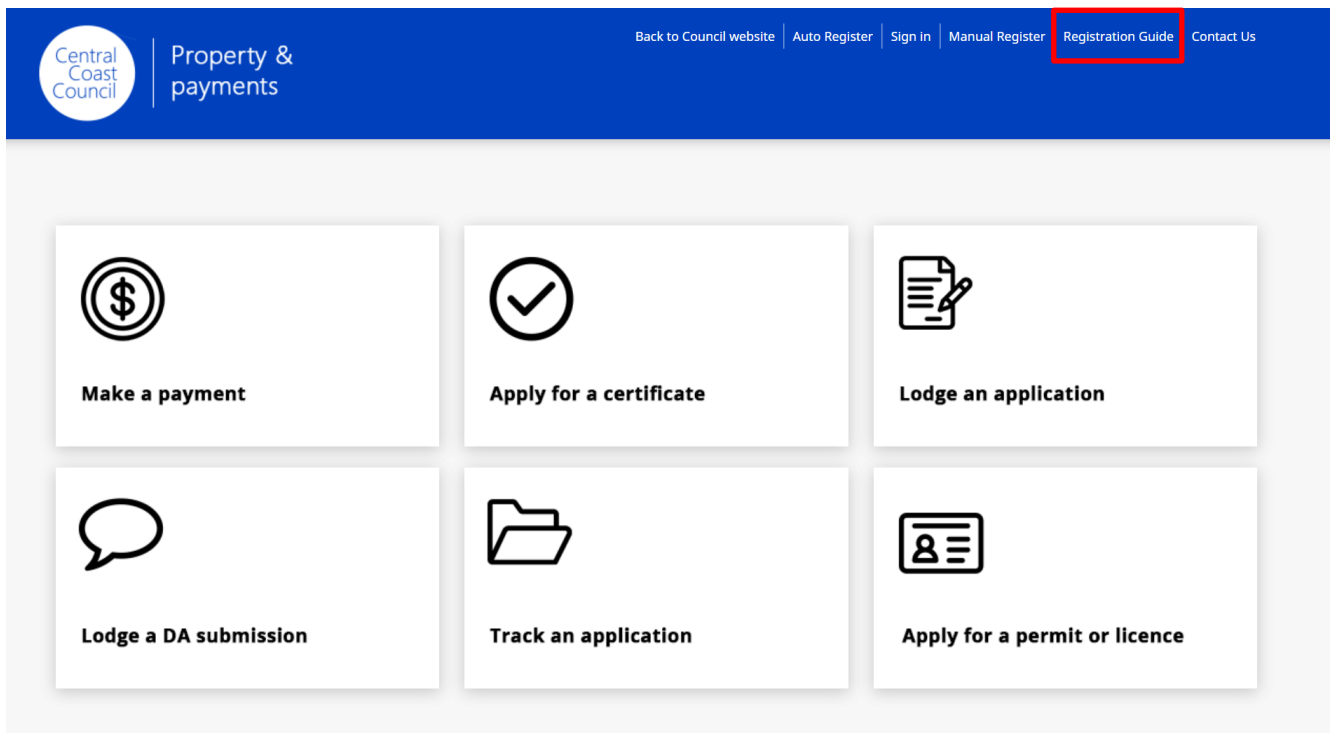 Central
Coast
Council
Property &
payments
Back to Council website
Auto Register
Sign in
Manual Register
Registration Guide
Contact Us
$
Make a payment
Apply for a certificate
Lodge an application
Lodge a DA submission
Track an application
Apply for a permit or licence